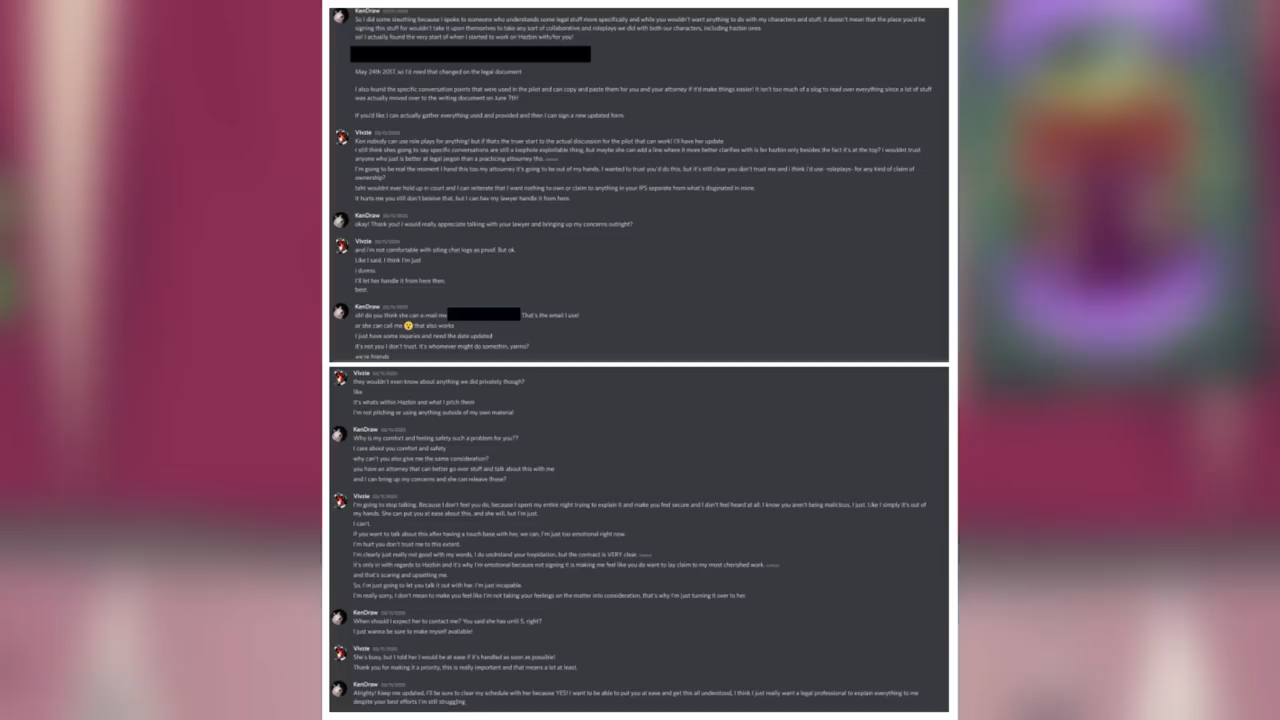 KenDraw
So I did some sleuthing because I spoke to someone who understands some legal stuff more specifically and while you wouldn't want anything to do with my characters and stuff, it doesn't mean that the place you'd be
signing this stuff for wouldn't take it upon themselves to take any sort of collaborative and roleplays we did with both our characters, including hazbin ones
so! I actually found the very start of when I started to work on Hazbin with/for you!
May 24th 2017, so I'd need that changed on the legal document
I also found the specific conversation points that were used in the pilot and can copy and paste them for you and your attorney if it'd make things easier! It isn't too much of a slog to read over everything since a lot of stuff
was actually moved over to the writing document on June 7th!
If you'd like I can actually gather everything used and provided and then I can sign a new updated form
Vivzie
Ken nobody can use role plays for anything! but if thats the truer start to the actual discussion for the pilot that can work! I'll have her update
I still think shes going to say specific conversations are a loophole exploitable thing, but maybe she can add a line where it more better clarifies with is for hazbin only besides the fact it's at the top? I wouldnt trust
anyone who just is better at legal jargon than a practicing attourney tho.
I'm going to be real the moment I hand this too my attourney it's going to be out of my hands, I wanted to trust you'd do this, but it's still clear you don't trust me and I think i'd use -roleplays- for any kind of claim of
ownership?
taht wouldnt ever hold up in court and I can reiterate that I want nothing to own or claim to anything in your IPS separate from what's disginated in mine.
It hurts me you still don't beleive that, but I can hav my lawyer handle it from here.
KenDraw
okay! Thank you! I would really appreciate talking with your lawyer and bringing up my concerns outright?
Vivzie
and i'm not comfortable with siting chat logs as proof. But ok.
Like I said, I think I'm just
i dunno.
I'll let her handle it from here then.
best.
KenDraw
oh! do you think she can e-mail me That's the email I use!
or she can call me 😯 that also works
I just have some inqueries and need the date updated
it's not you I don't trust. It's whomever might do somethin, yanno?
we're friends
Vivzie
they wouldn't even know about anything we did privately though?
like
it's whats within Hazbin and what I pitch them
I'm not pitching or using anything outside of my own material
KenDraw
Why is my comfort and feeling safety such a problem for you??
I care about you comfort and safety
why can't you also give me the same consideration?
you have an attorney that can better go over stuff and talk about this with me
and I can bring up my concerns and she can releave those?
Vivzie
I'm going to stop talking. Because I don't feel you do, because I spent my entire night trying to explain it and make you feel secure and I don't feel heard at all. I know you aren't being malicious, I just. Like I simply it's out of
my hands. She can put you at ease about this, and she will, but I'm just.
I can't.
If you want to talk about this after having a touch base with her, we can, I'm just too emotional right now.
I'm hurt you don't trust me to this extent.
I'm clearly just really not good with my words, I do usdnstand your trepidation, but the contract is VERY clear.
it's only in with regards to Hazbin and it's why I'm emotional because not signing it is making me feel like you do want to lay claim to my most cherished work
and that's scaring and upsetting me.
So, I'm just going to let you talk it out with her. I'm just incapable.
I'm really sorry, I don't mean to make you feel like I'm not taking your feelings on the matter into consideration, that's why I'm just turning it over to her.
KenDraw
When should I expect her to contact me? You said she has until 5, right?
I just wanna be sure to make myself available!
Vivzie
She's busy, but I told her I would be at ease if it's handled as soon as possible!
Thank you for making it a priority, this is really important and that means a lot at least.
KenDraw
Alrighty! Keep me updated, I'll be sure to clear my schedule with her because YES! I want to be able to put you at ease and get this all understood, I think I just really want a legal professional to explain everything to me
despite your best efforts I'm still struggling